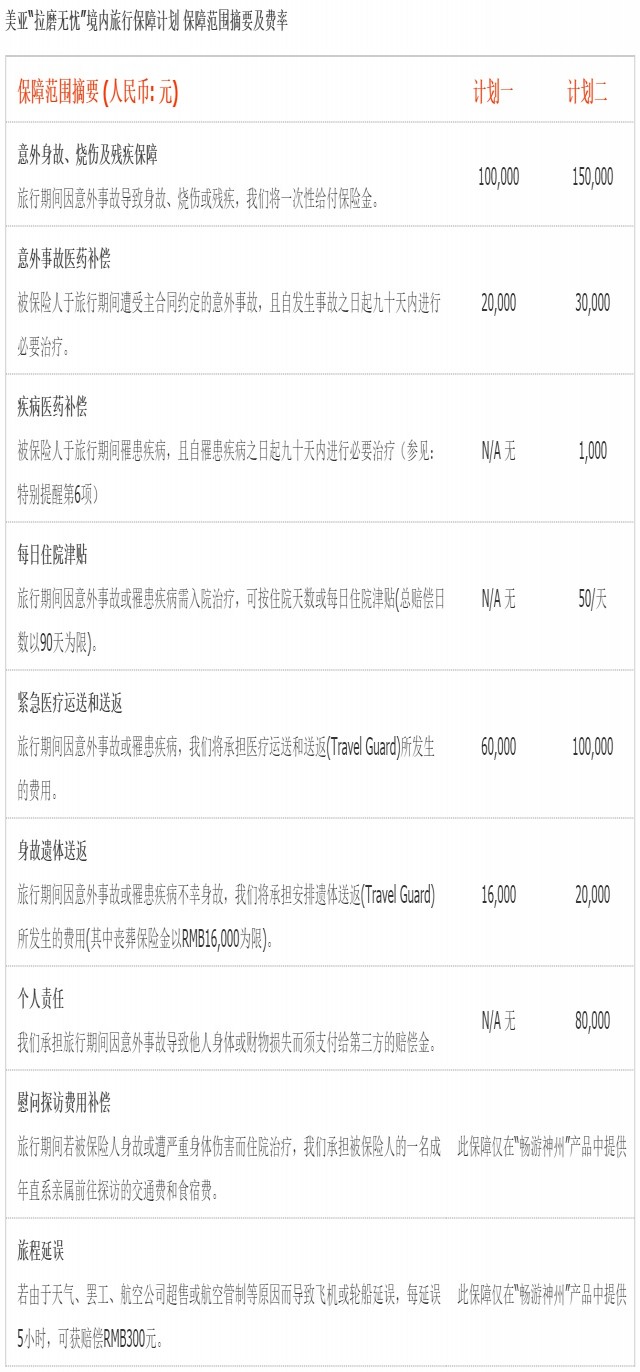 美亚“拉磨无忧”境内旅行保障计划 保障范围摘要及费率
保障范围摘要 (人民币: 元) 计划一 计划二
意外身故、烧伤及残疾保障
旅行期间因意外事故导致身故、烧伤或残疾，我们将一次性给付保险金。
100,000 150,000
意外事故医药补偿
被保险人于旅行期间遭受主合同约定的意外事故，且自发生事故之日起九十天内进行
必要治疗。
20,000 30,000
疾病医药补偿
被保险人于旅行期间罹患疾病，且自罹患疾病之日起九十天内进行必要治疗（参见:
特别提醒第6项）
N/A 无 1,000
每日住院津贴
旅行期间因意外事故或罹患疾病需入院治疗，可按住院天数或每日住院津贴(总赔偿日
数以90天为限)。
N/A 无 50/天
紧急医疗运送和送返
旅行期间因意外事故或罹患疾病，我们将承担医疗运送和送返(Travel Guard)所发生
的费用。
60,000 100,000
身故遗体送返
旅行期间因意外事故或罹患疾病不幸身故，我们将承担安排遗体送返(Travel Guard)
所发生的费用(其中丧葬保险金以RMB16,000为限)。
16,000 20,000
个人责任
我们承担旅行期间因意外事故导致他人身体或财物损失而须支付给第三方的赔偿金。
N/A 无 80,000
慰问探访费用补偿
旅行期间若被保险人身故或遭严重身体伤害而住院治疗，我们承担被保险人的一名成
年直系亲属前往探访的交通费和食宿费。
此保障仅在“畅游神州”产品中提供
旅程延误
若由于天气、罢工、航空公司超售或航空管制等原因而导致飞机或轮船延误，每延误
5小时，可获赔偿RMB300元。
此保障仅在“畅游神州”产品中提供